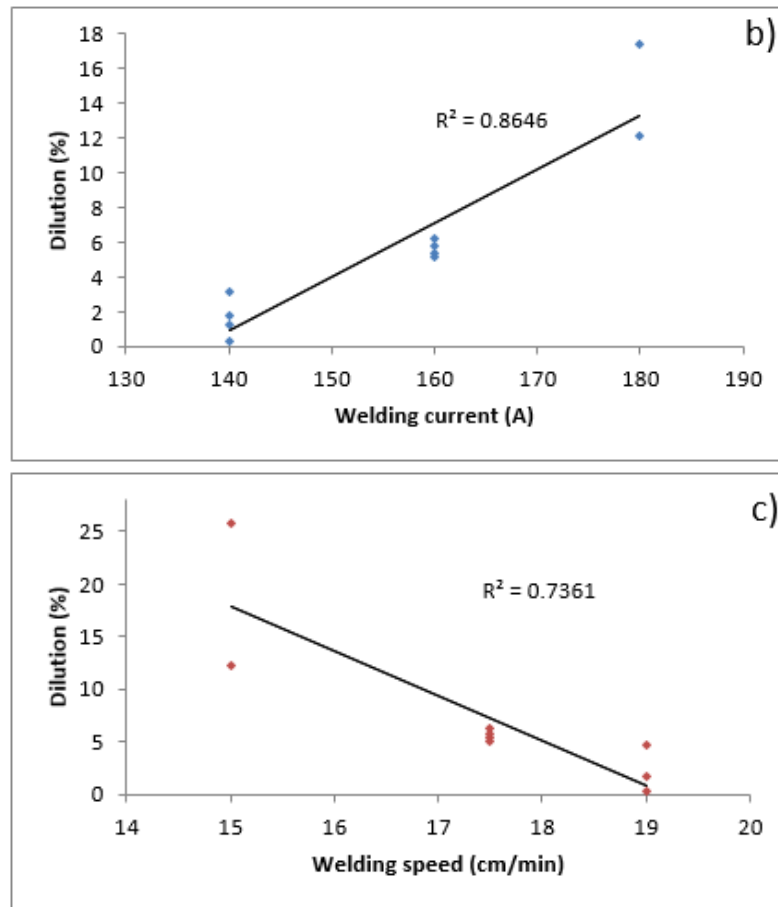 b)
18
16
14
12
10
8
6
4
2
0
R² = 0.8646
Dilution (%)
130 140 150 160 170 180 190
Welding current (A)
c)
25
20
15
10
5
0
R² = 0.7361
Dilution (%)
14 15 16 17 18 19 20
Welding speed (cm/min)